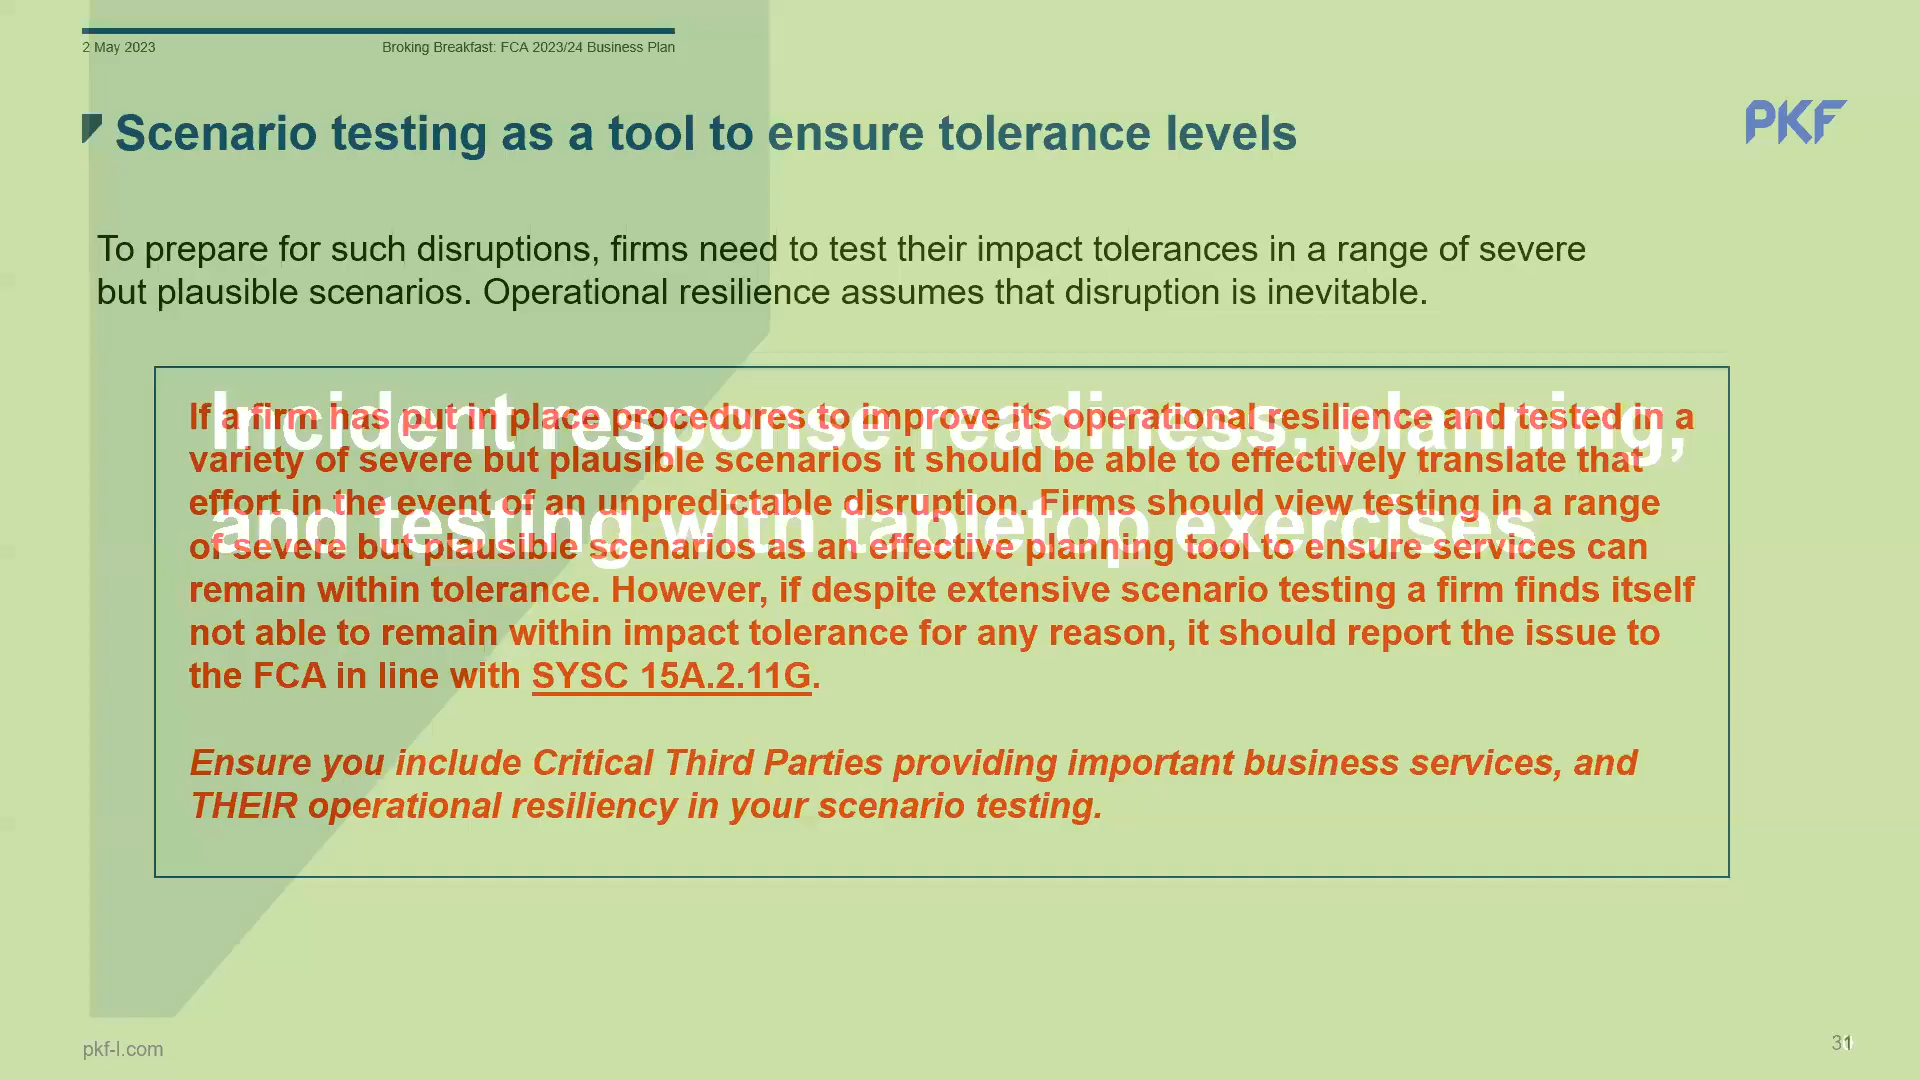 2 May 2023
Broking Breakfast: FCA 2023/24 Business Plan
Scenario testing as a tool to ensure tolerance levels
PKF
To prepare for such disruptions, firms need to test their impact tolerances in a range of severe
but plausible scenarios. Operational resilience assumes that disruption is inevitable.
If a firm has put in place procedures to improve its operational resilience and tested in a
variety of severe but plausible scenarios it should be able to effectively translate that
effort in the event of an unpredictable disruption. Firms should view testing in a range
of severe but plausible scenarios as an effective planning tool to ensure services can
remain within tolerance. However, if despite extensive scenario testing a firm finds itself
not able to remain within impact tolerance for any reason, it should report the issue to
the FCA in line with SYSC 15A.2.11G.
Ensure you include Critical Third Parties providing important business services, and
THEIR operational resiliency in your scenario testing.
Incident response readiness, planning,
and testing with tabletop exercises
pkf-l.com